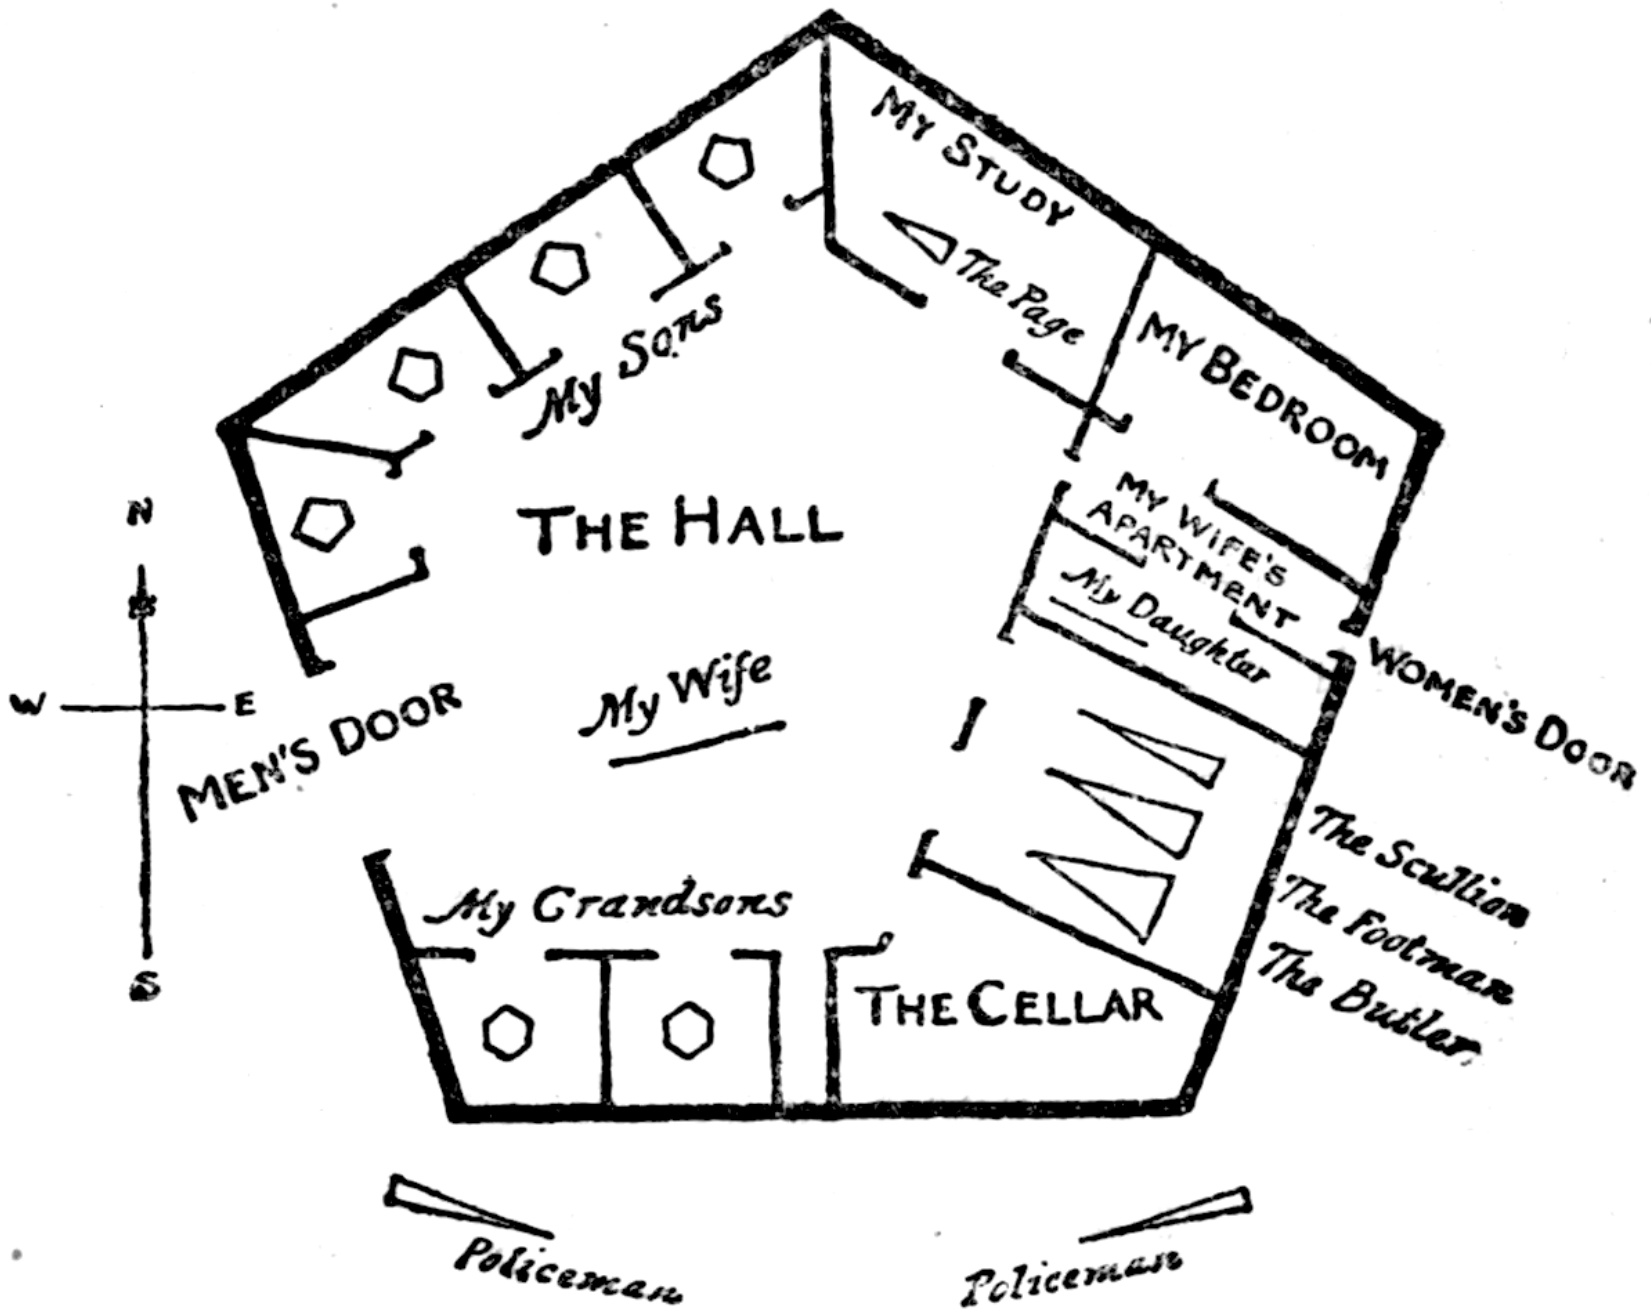 MY STUDY
The Page
MY BEDROOM
My Sons
N
THE HALL
MY WIFE'S
APARTMENT
My Daughter
WOMEN'S DOOR
W
E
MEN'S DOOR
My Wife
S
My Grandsons
THE CELLAR
The Scullion
The Footman
The Butler
Policeman
Policeman